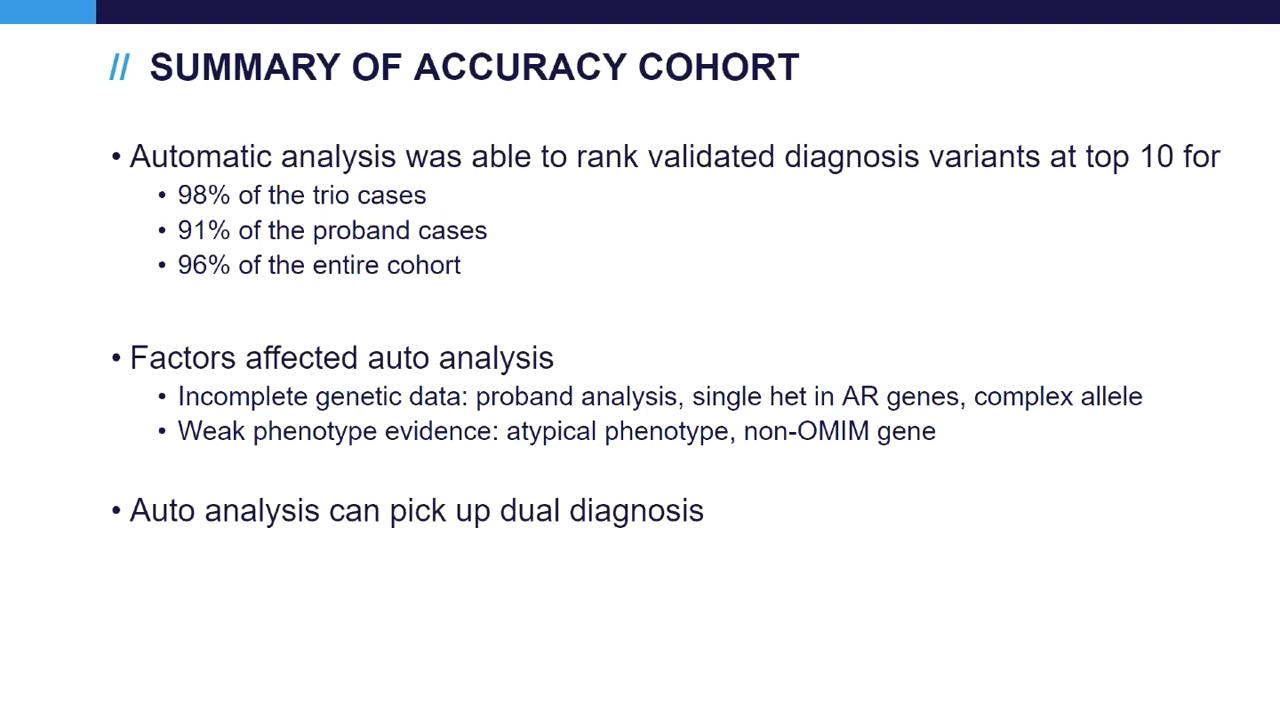 // SUMMARY OF ACCURACY COHORT
• Automatic analysis was able to rank validated diagnosis variants at top 10 for
• 98% of the trio cases
• 91% of the proband cases
• 96% of the entire cohort
• Factors affected auto analysis
• Incomplete genetic data: proband analysis, single het in AR genes, complex allele
• Weak phenotype evidence: atypical phenotype, non-OMIM gene
• Auto analysis can pick up dual diagnosis